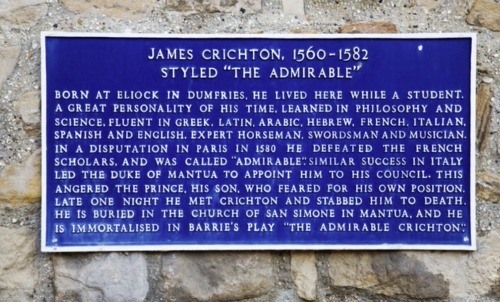 JAMES CRICHTON, 1560-1582
STYLED "THE ADMIRABLE"
BORN AT ELIOCK IN DUMFRIES, HE LIVED HERE WHILE A STUDENT.
A GREAT PERSONALITY OF HIS TIME, LEARNED IN PHILOSOPHY AND
SCIENCE, FLUENT IN GREEK, LATIN, ARABIC, HEBREW, FRENCH, ITALIAN,
SPANISH AND ENGLISH, EXPERT HORSEMAN, SWORDSMAN AND MUSICIAN.
IN A DISPUTATION IN PARIS IN 1580 HE DEFEATED THE FRENCH
SCHOLARS, AND WAS CALLED "ADMIRABLE". SIMILAR SUCCESS IN ITALY
LED THE DUKE OF MANTUA TO APPOINT HIM TO HIS COUNCIL. THIS
ANGERED THE PRINCE, HIS SON, WHO FEARED FOR HIS OWN POSITION.
LATE ONE NIGHT HE MET CRICHTON AND STABBED HIM TO DEATH.
HE IS BURIED IN THE CHURCH OF SAN SIMONE IN MANTUA, AND HE
IS IMMORTALISED IN BARRIE'S PLAY "THE ADMIRABLE CRICHTON".